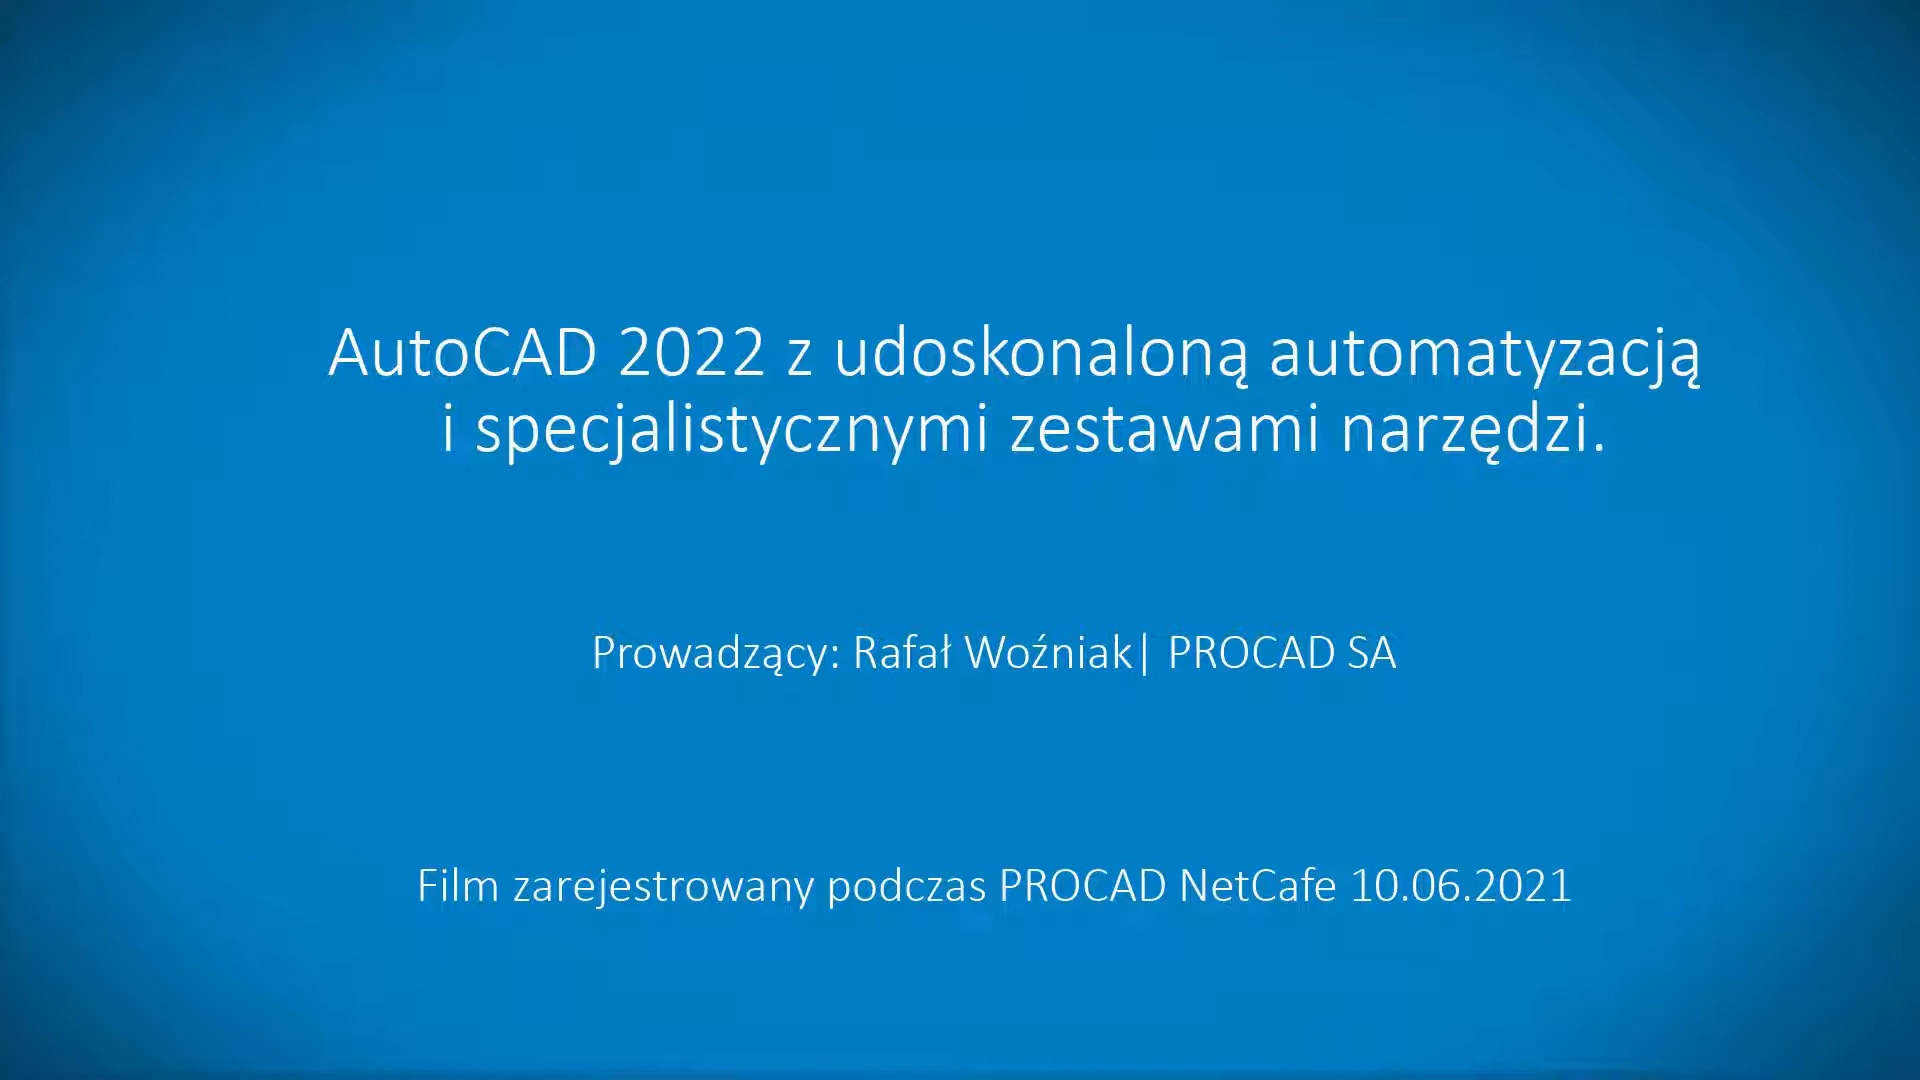 AutoCAD 2022 z udoskonaloną automatyzacją
i specjalistycznymi zestawami narzędzi.
Prowadzący: Rafał Woźniak| PROCAD SA
Film zarejestrowany podczas PROCAD NetCafe 10.06.2021